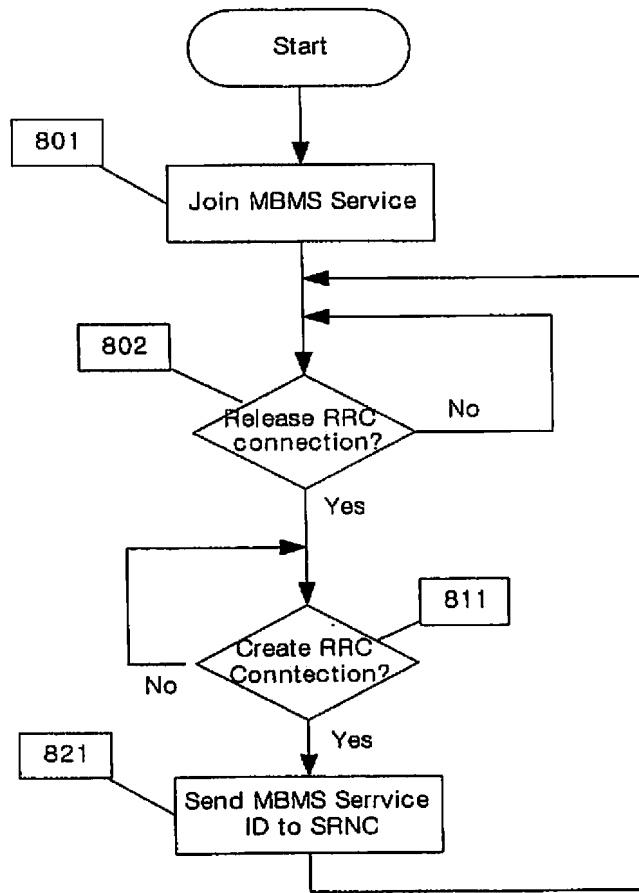 Start
801
Join MBMS Service
802
Release RRC
connection?
No
Yes
811
Create RRC
Conntection?
No
Yes
821
Send MBMS Serrvice
ID to SRNC